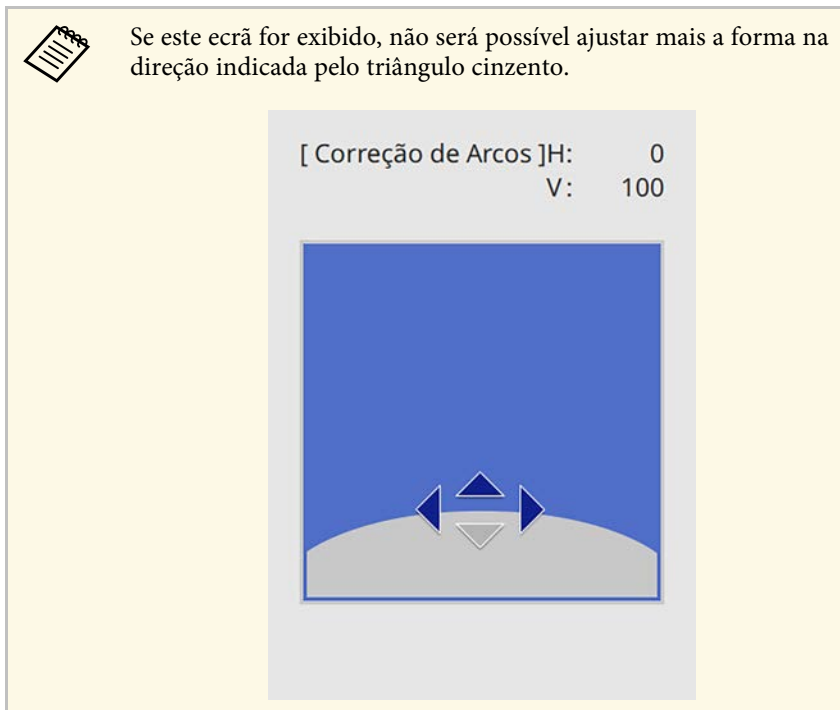 Se este ecrã for exibido, não será possível ajustar mais a forma na
direção indicada pelo triângulo cinzento.
[ Correção de Arcos ]H: 0
V: 100